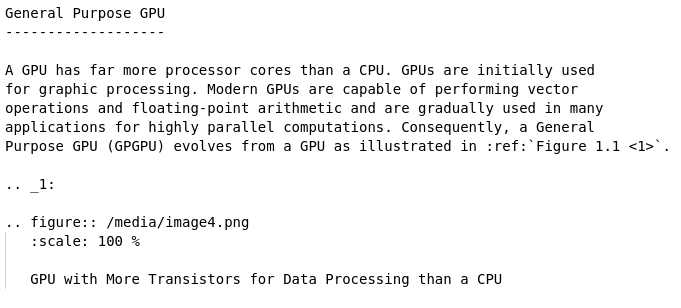 General Purpose GPU
-------------------
A GPU has far more processor cores than a CPU. GPUs are initially used
for graphic processing. Modern GPUs are capable of performing vector
operations and floating-point arithmetic and are gradually used in many
applications for highly parallel computations. Consequently, a General
Purpose GPU (GPGPU) evolves from a GPU as illustrated in :ref:`Figure 1.1 <1>`.
.. _1:
.. figure:: /media/image4.png
:scale: 100 %
GPU with More Transistors for Data Processing than a CPU